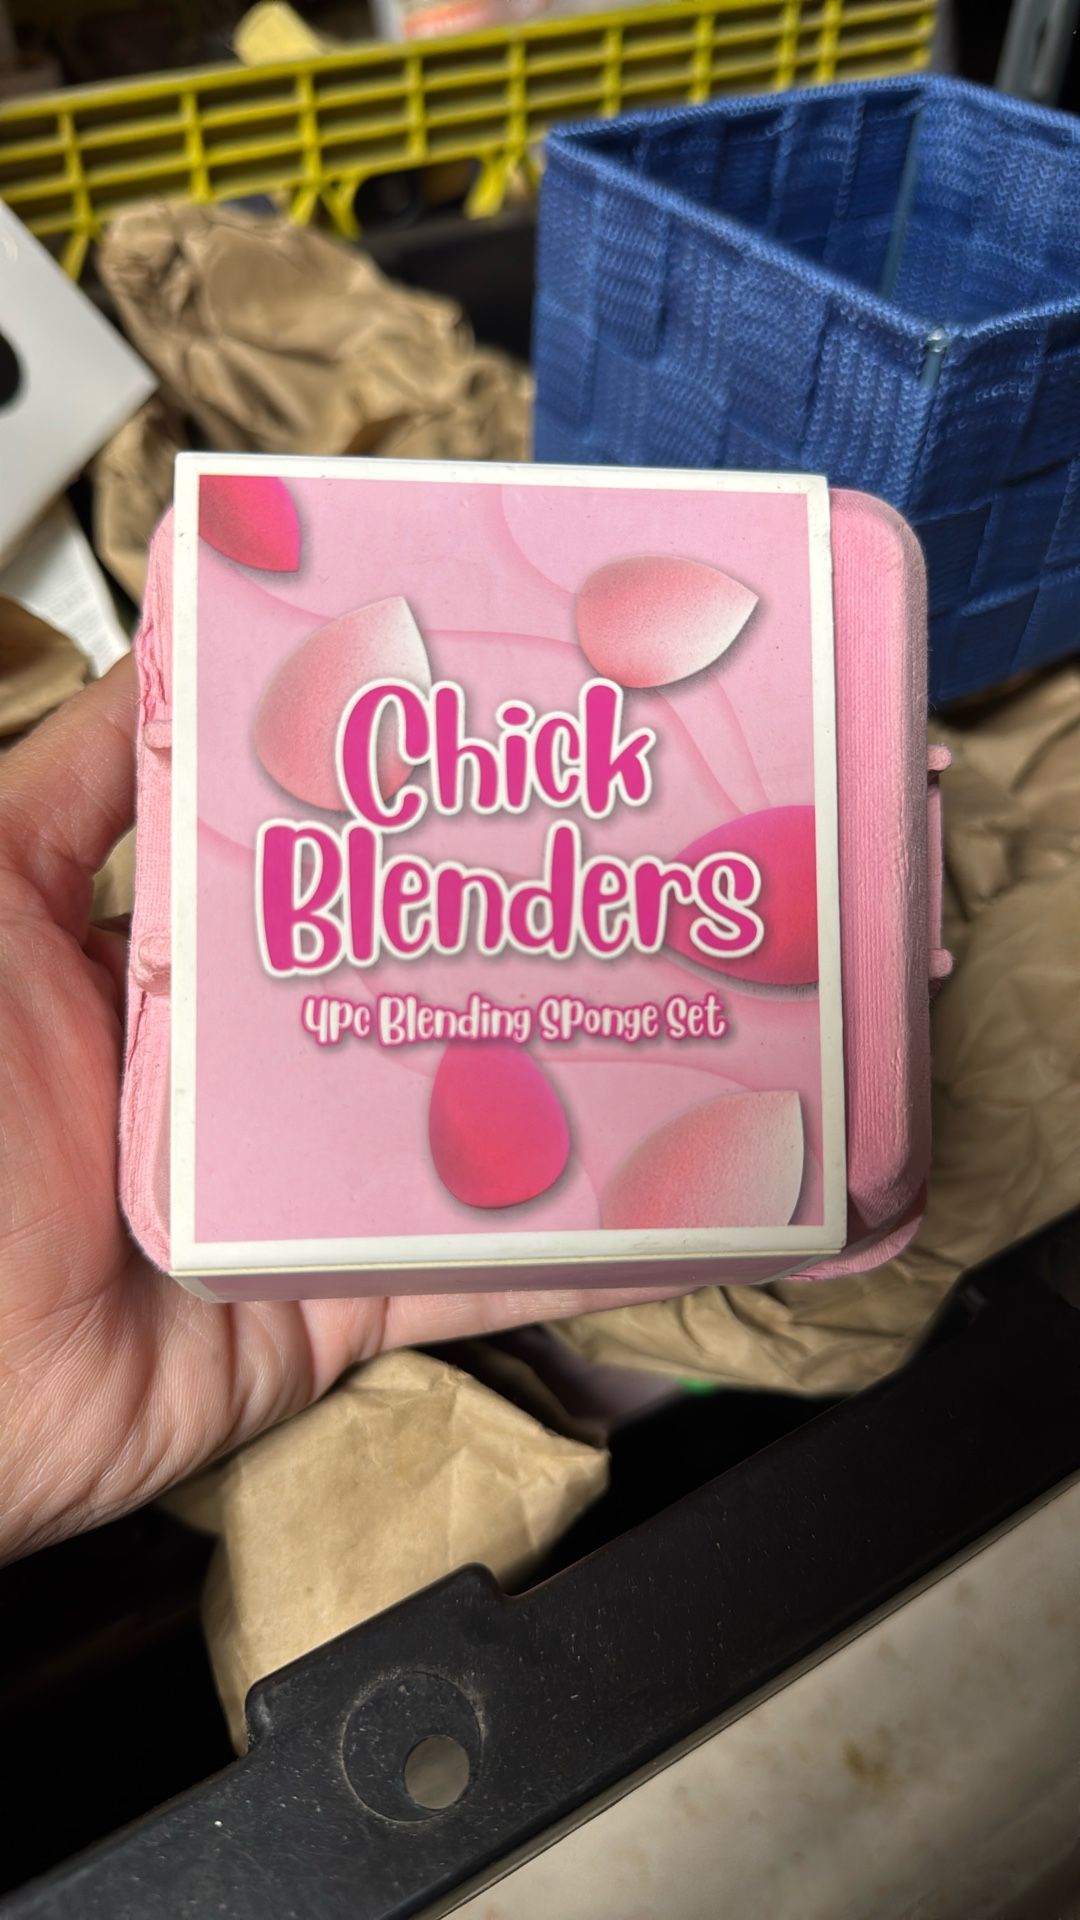 Chick
Blenders
4pc Blending Sponge Set